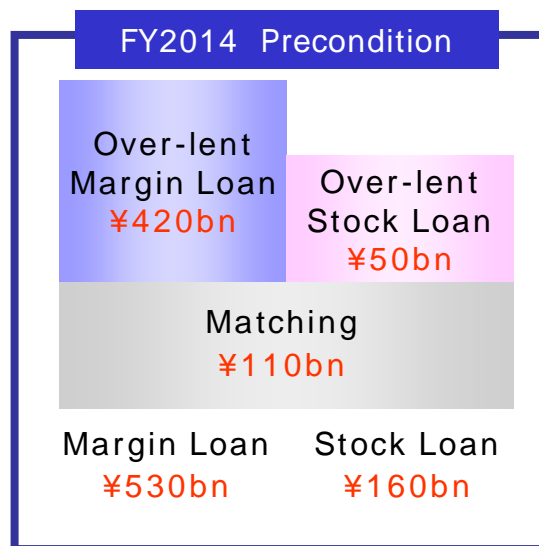 FY2014 Precondition
Over-lent
Margin Loan
¥420bn
Over-lent
Stock Loan
¥50bn
Matching
¥110bn
Margin Loan
¥530bn
Stock Loan
¥160bn